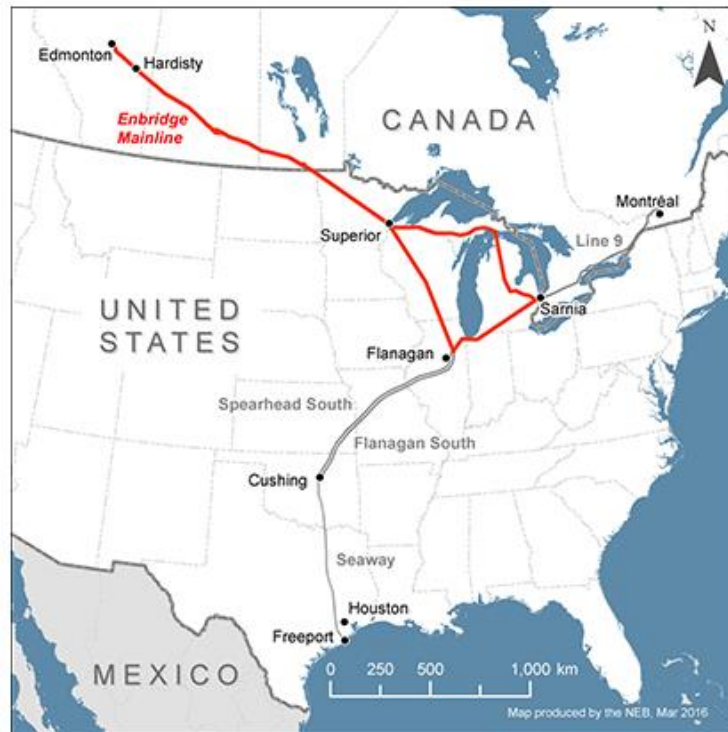 N
Edmonton
Hardisty
Enbridge
Mainline
CANADA
Montréal
Superior
Line 9
UNITED
STATES
Sarnia
Flanagan
Spearhead South
Flanagan South
Cushing
Seaway
Houston
Freeport
MEXICO
0 250 500 1,000 km
Map produced by the NEB, Mar 2016